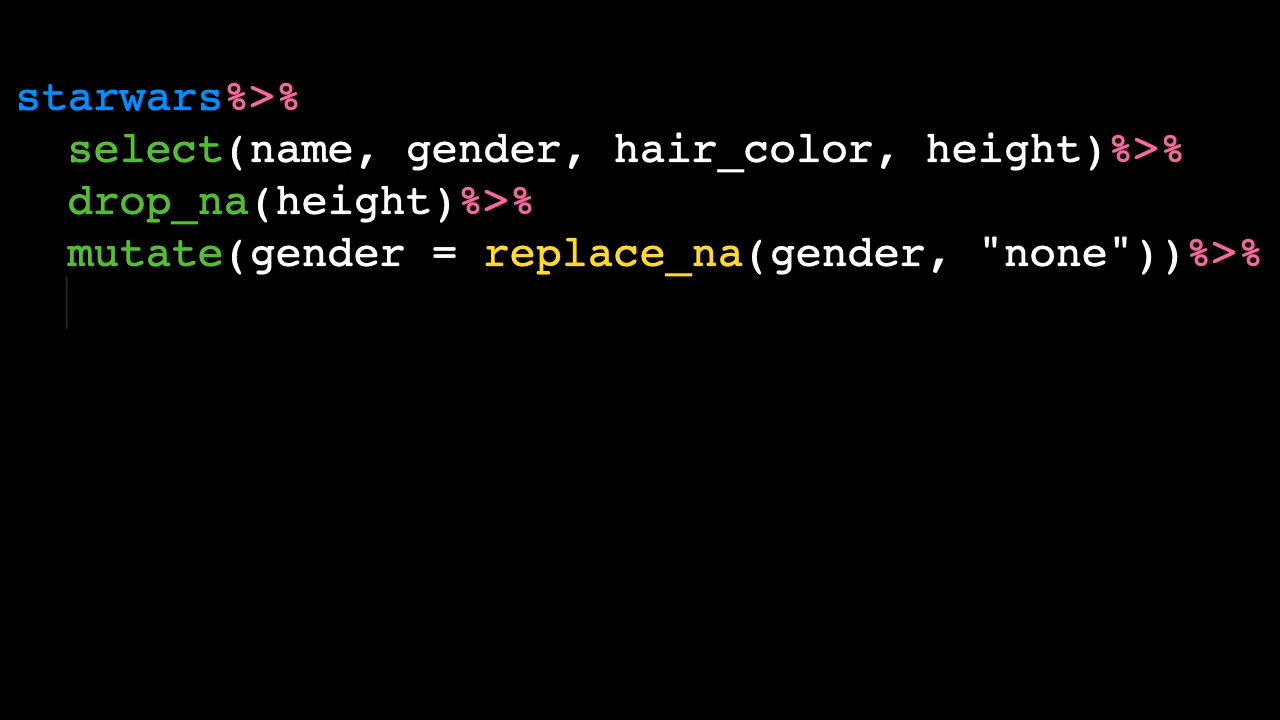 starwars%>%
  select(name, gender, hair_color, height)%>%
  drop_na(height)%>%
  mutate(gender = replace_na(gender, "none"))%>%